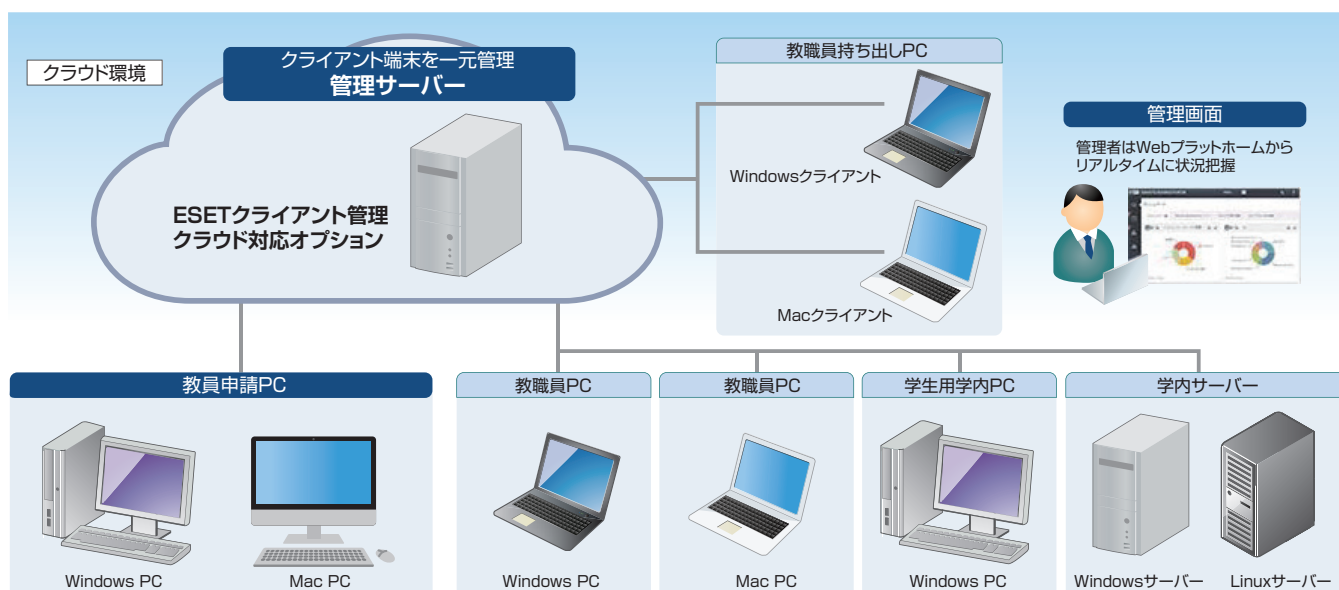 クラウド環境
クライアント端末を一元管理
管理サーバー
ESETクライアント管理
クラウド対応オプション
教職員持ち出しPC
Windowsクライアント
Macクライアント
管理画面
管理者はWebプラットホームから
リアルタイムに状況把握
教員申請PC
Windows PC
Mac PC
教職員PC
Windows PC
教職員PC
Mac PC
学生用学内PC
Windows PC
学内サーバー
Windowsサーバー
Linuxサーバー